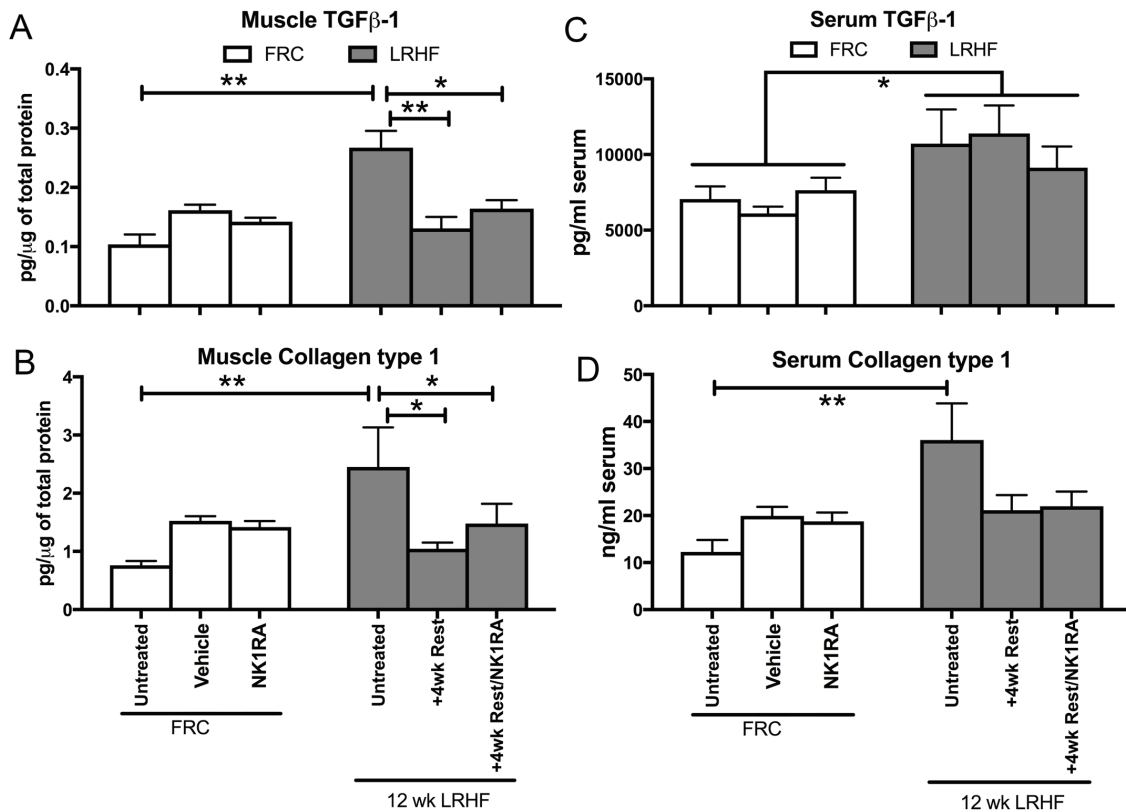 A
Muscle TGFβ-1
FRC
LRHF
pg/μg of total protein
0.4
0.3
0.2
0.1
0.0
**
*
**
C
Serum TGFβ-1
FRC
LRHF
pg/ml serum
15000
10000
5000
0
*
B
Muscle Collagen type 1
pg/μg of total protein
4
3
2
1
0
**
*
*
Untreated
Vehicle
NK1RA
FRC
Untreated
+4wk Rest
+4wk Rest/NK1RA
12 wk LRHF
D
Serum Collagen type 1
ng/ml serum
50
40
30
20
10
0
**
Untreated
Vehicle
NK1RA
FRC
Untreated
+4wk Rest
+4wk Rest/NK1RA
12 wk LRHF